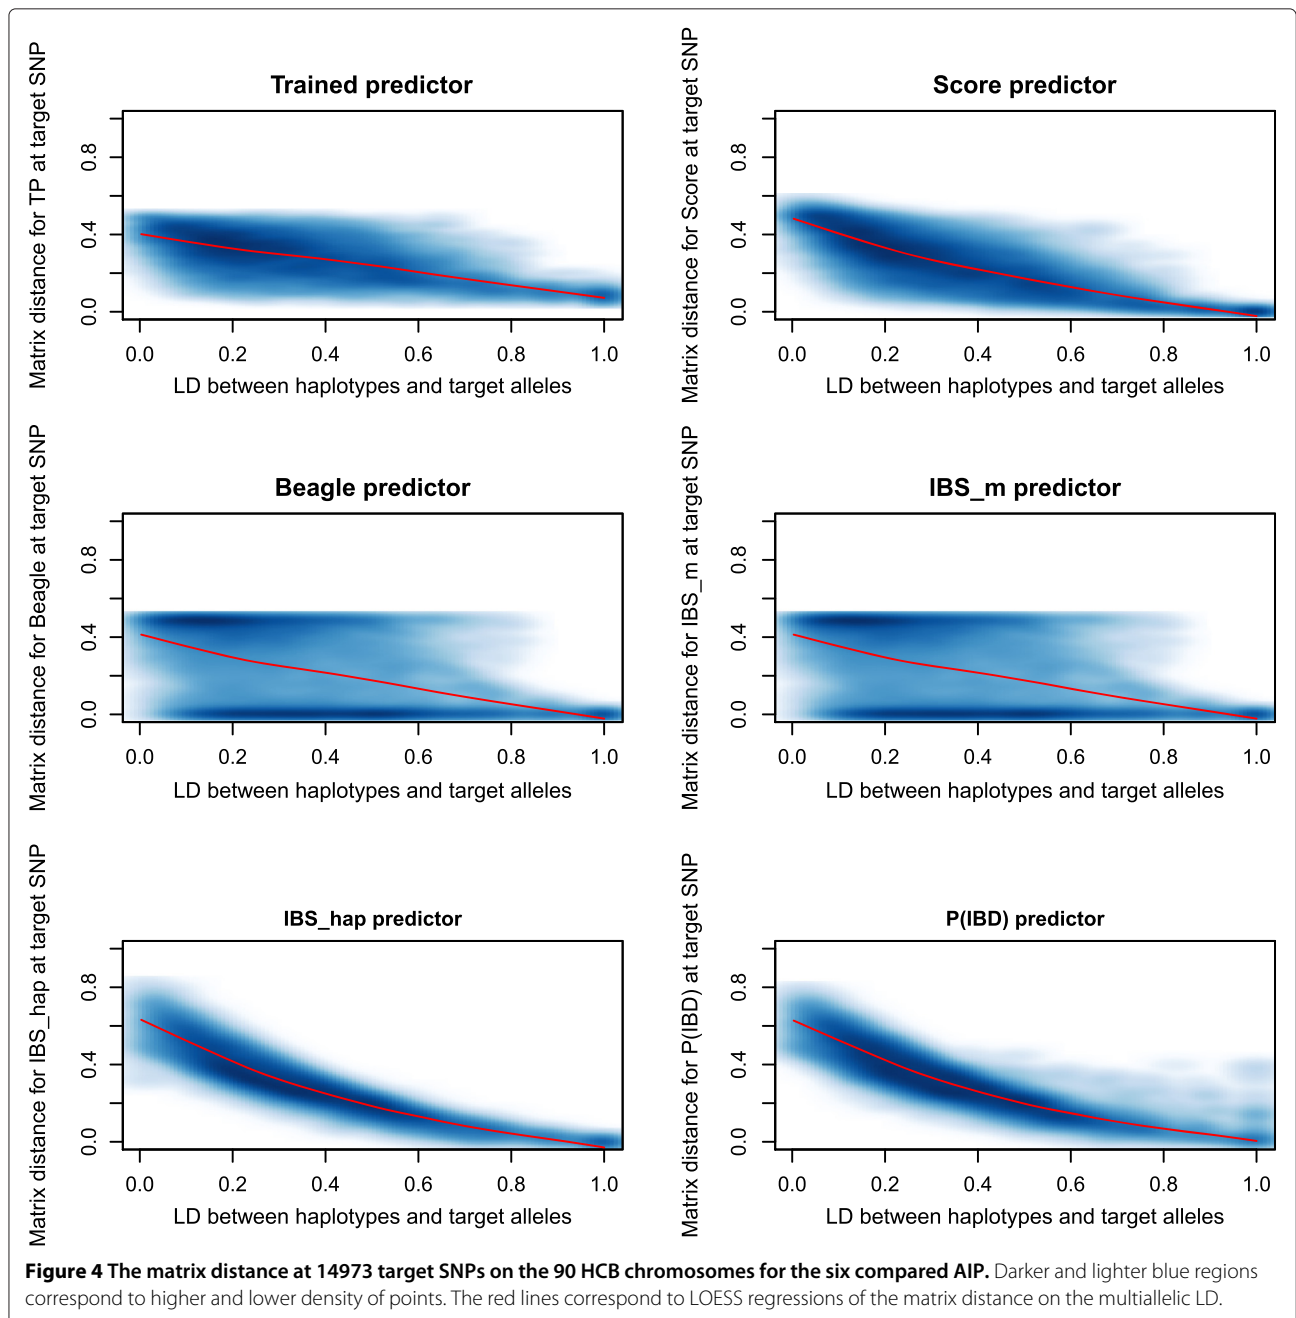 Trained predictor
Matrix distance for TP at target SNP
0.0 0.4 0.8
0.0 0.2 0.4 0.6 0.8 1.0
LD between haplotypes and target alleles
Score predictor
Matrix distance for Score at target SNP
0.0 0.4 0.8
0.0 0.2 0.4 0.6 0.8 1.0
LD between haplotypes and target alleles
Beagle predictor
Matrix distance for Beagle at target SNP
0.0 0.4 0.8
0.0 0.2 0.4 0.6 0.8 1.0
LD between haplotypes and target alleles
IBS_m predictor
Matrix distance for IBS_m at target SNP
0.0 0.4 0.8
0.0 0.2 0.4 0.6 0.8 1.0
LD between haplotypes and target alleles
IBS_hap predictor
Matrix distance for IBS_hap at target SNP
0.0 0.4 0.8
0.0 0.2 0.4 0.6 0.8 1.0
LD between haplotypes and target alleles
P(IBD) predictor
Matrix distance for P(IBD) at target SNP
0.0 0.4 0.8
0.0 0.2 0.4 0.6 0.8 1.0
LD between haplotypes and target alleles
Figure 4 The matrix distance at 14973 target SNPs on the 90 HCB chromosomes for the six compared AIP. Darker and lighter blue regions
correspond to higher and lower density of points. The red lines correspond to LOESS regressions of the matrix distance on the multiallelic LD.